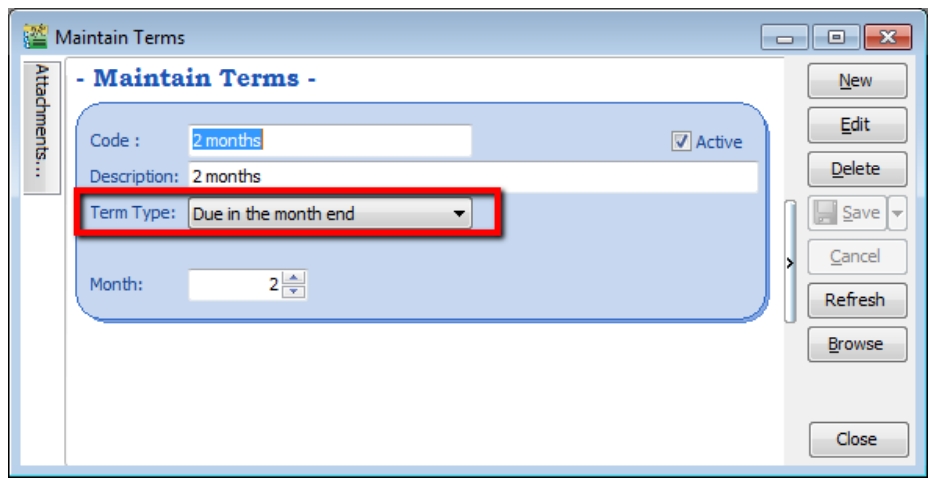 Maintain Terms
Attachments...
- Maintain Terms -
Code : 2 months Active
Description: 2 months
Term Type: Due in the month end
Month: 2
New
Edit
Delete
Save
Cancel
Refresh
Browse
Close